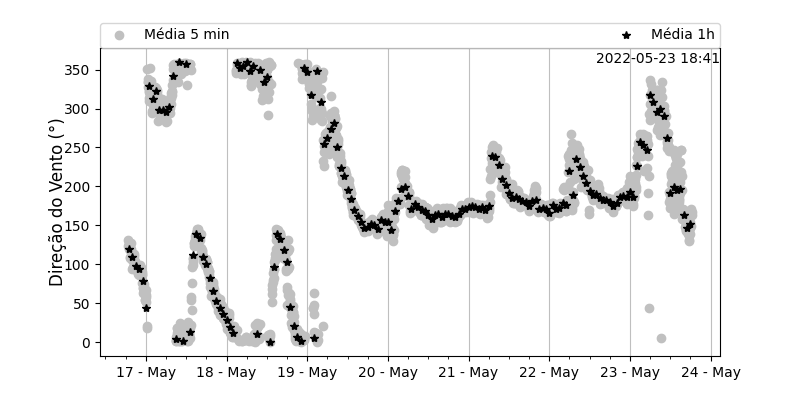 Média 5 min
Média 1h
2022-05-23 18:41
Direção do Vento (°)
350
300
250
200
150
100
50
0
17 - May
18 - May
19 - May
20 - May
21 - May
22 - May
23 - May
24 - May